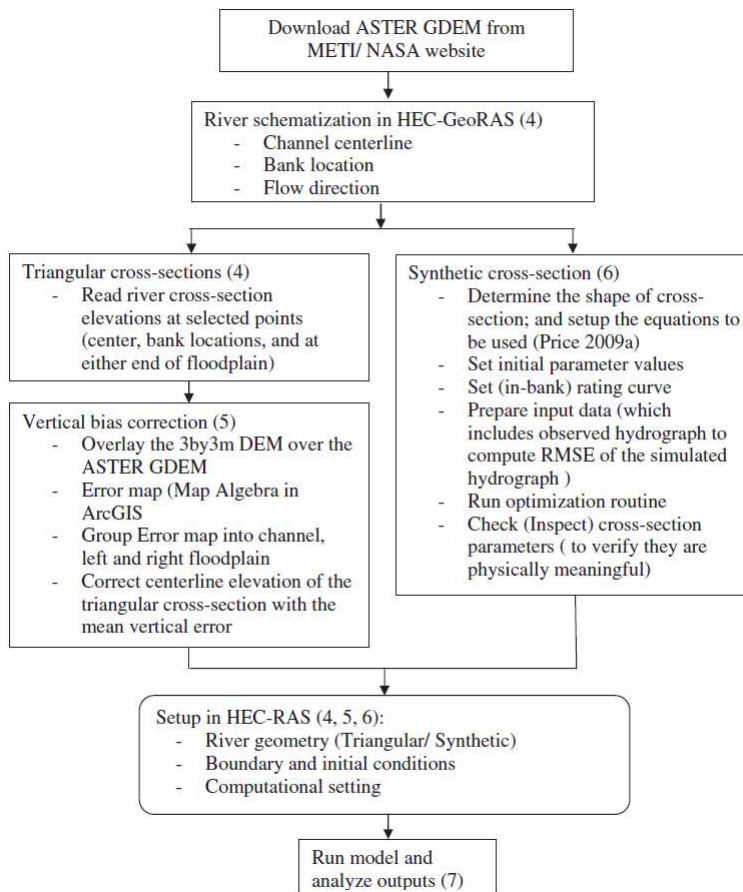 Download ASTER GDEM from
METI/ NASA website
River schematization in HEC-GeoRAS (4)
- Channel centerline
- Bank location
- Flow direction
Triangular cross-sections (4)
- Read river cross-section
elevations at selected points
(center, bank locations, and at
either end of floodplain)
Vertical bias correction (5)
- Overlay the 3by3m DEM over the
ASTER GDEM
- Error map (Map Algebra in
ArcGIS
- Group Error map into channel,
left and right floodplain
- Correct centerline elevation of the
triangular cross-section with the
mean vertical error
Synthetic cross-section (6)
- Determine the shape of cross-
section; and setup the equations to
be used (Price 2009a)
- Set initial parameter values
- Set (in-bank) rating curve
- Prepare input data (which
includes observed hydrograph to
compute RMSE of the simulated
hydrograph )
- Run optimization routine
- Check (Inspect) cross-section
parameters ( to verify they are
physically meaningful)
Setup in HEC-RAS (4, 5, 6):
- River geometry (Triangular/ Synthetic)
- Boundary and initial conditions
- Computational setting
Run model and
analyze outputs (7)